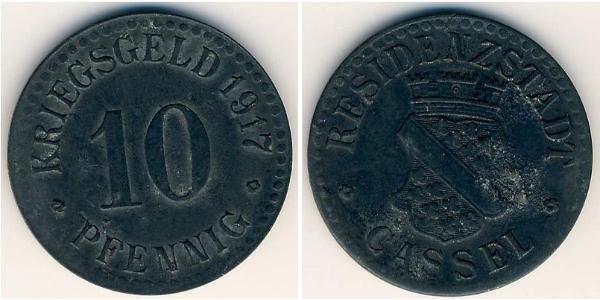 KRIEGSGELD 1917
10
PFENNIG
RESIDENZSTADT
CASSEL